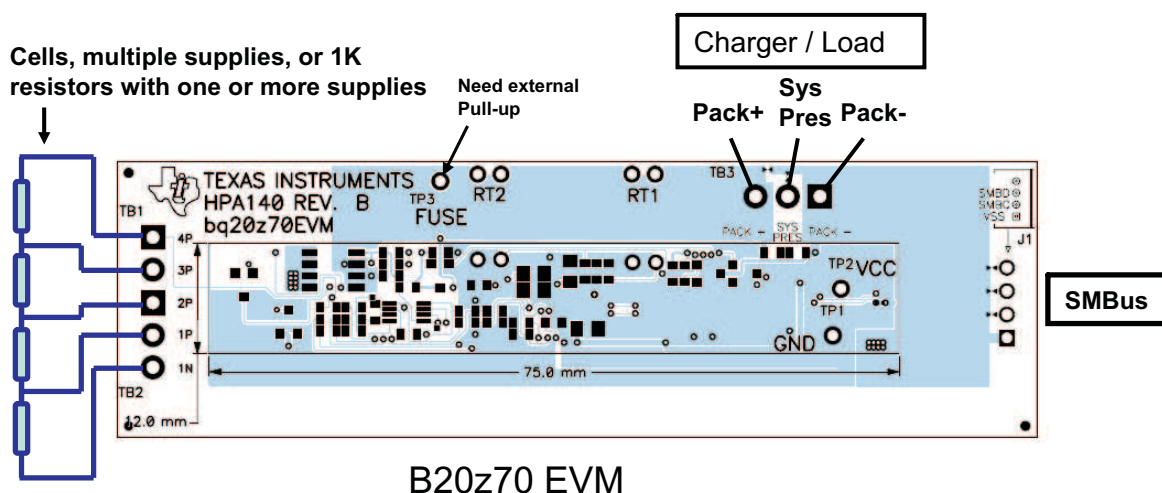 Cells, multiple supplies, or 1K
resistors with one or more supplies
Need external
Pull-up
Charger / Load
Pack+
Sys
Pres
Pack-
TEXAS INSTRUMENTS
HPA140 REV. B
bq20z70EVM
TP3
FUSE
RT2
RT1
TB3
PACK +
SYS
PRES
PACK -
SMBD
SMBC
VSS
J1
TB1
4P
3P
2P
1P
1N
TB2
TP2
VCC
TP1
GND
SMBus
75.0 mm
12.0 mm
B20z70 EVM